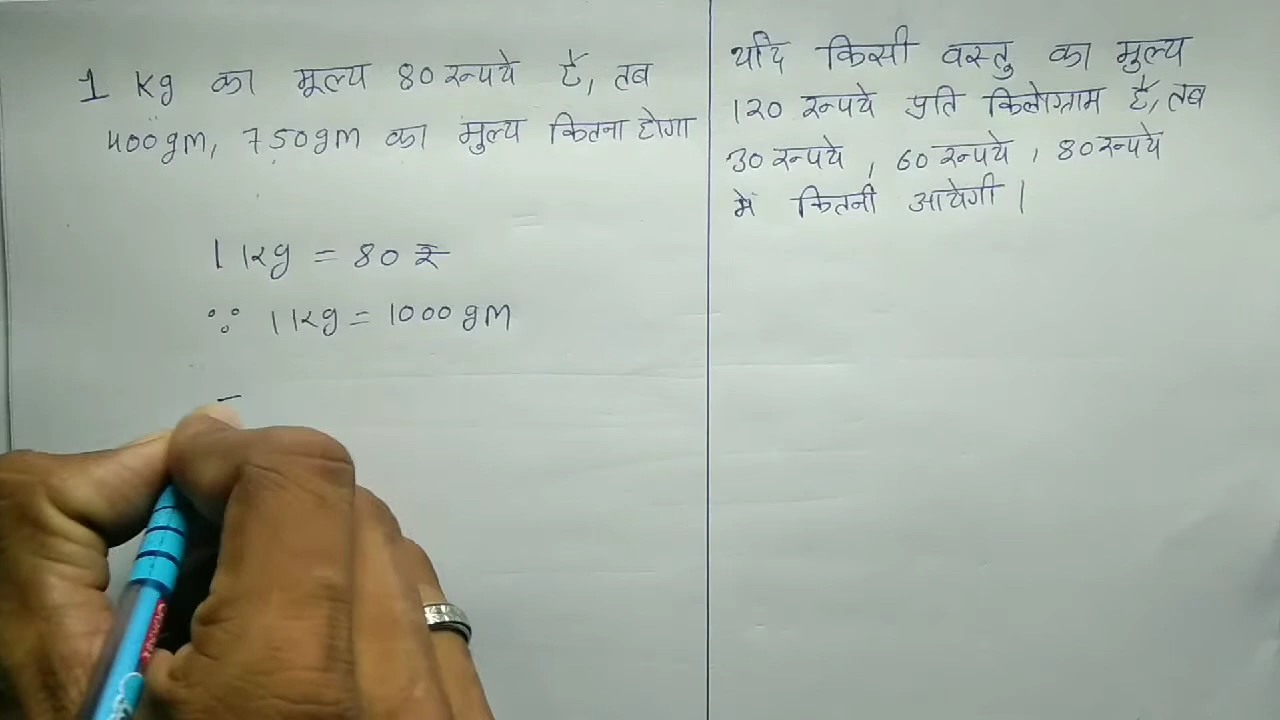 1 Kg का मूल्य 80 रूपये है, तब
400gm, 750gm का मुल्य कितना होगा
1 kg = 80 रु
∵ 1 kg = 1000 gm
यदि किसी वस्तु का मुल्य
120 रूपये प्रति किलोग्राम है, तब
30 रूपये, 60 रूपये, 80 रूपये
में कितनी आयेगी।